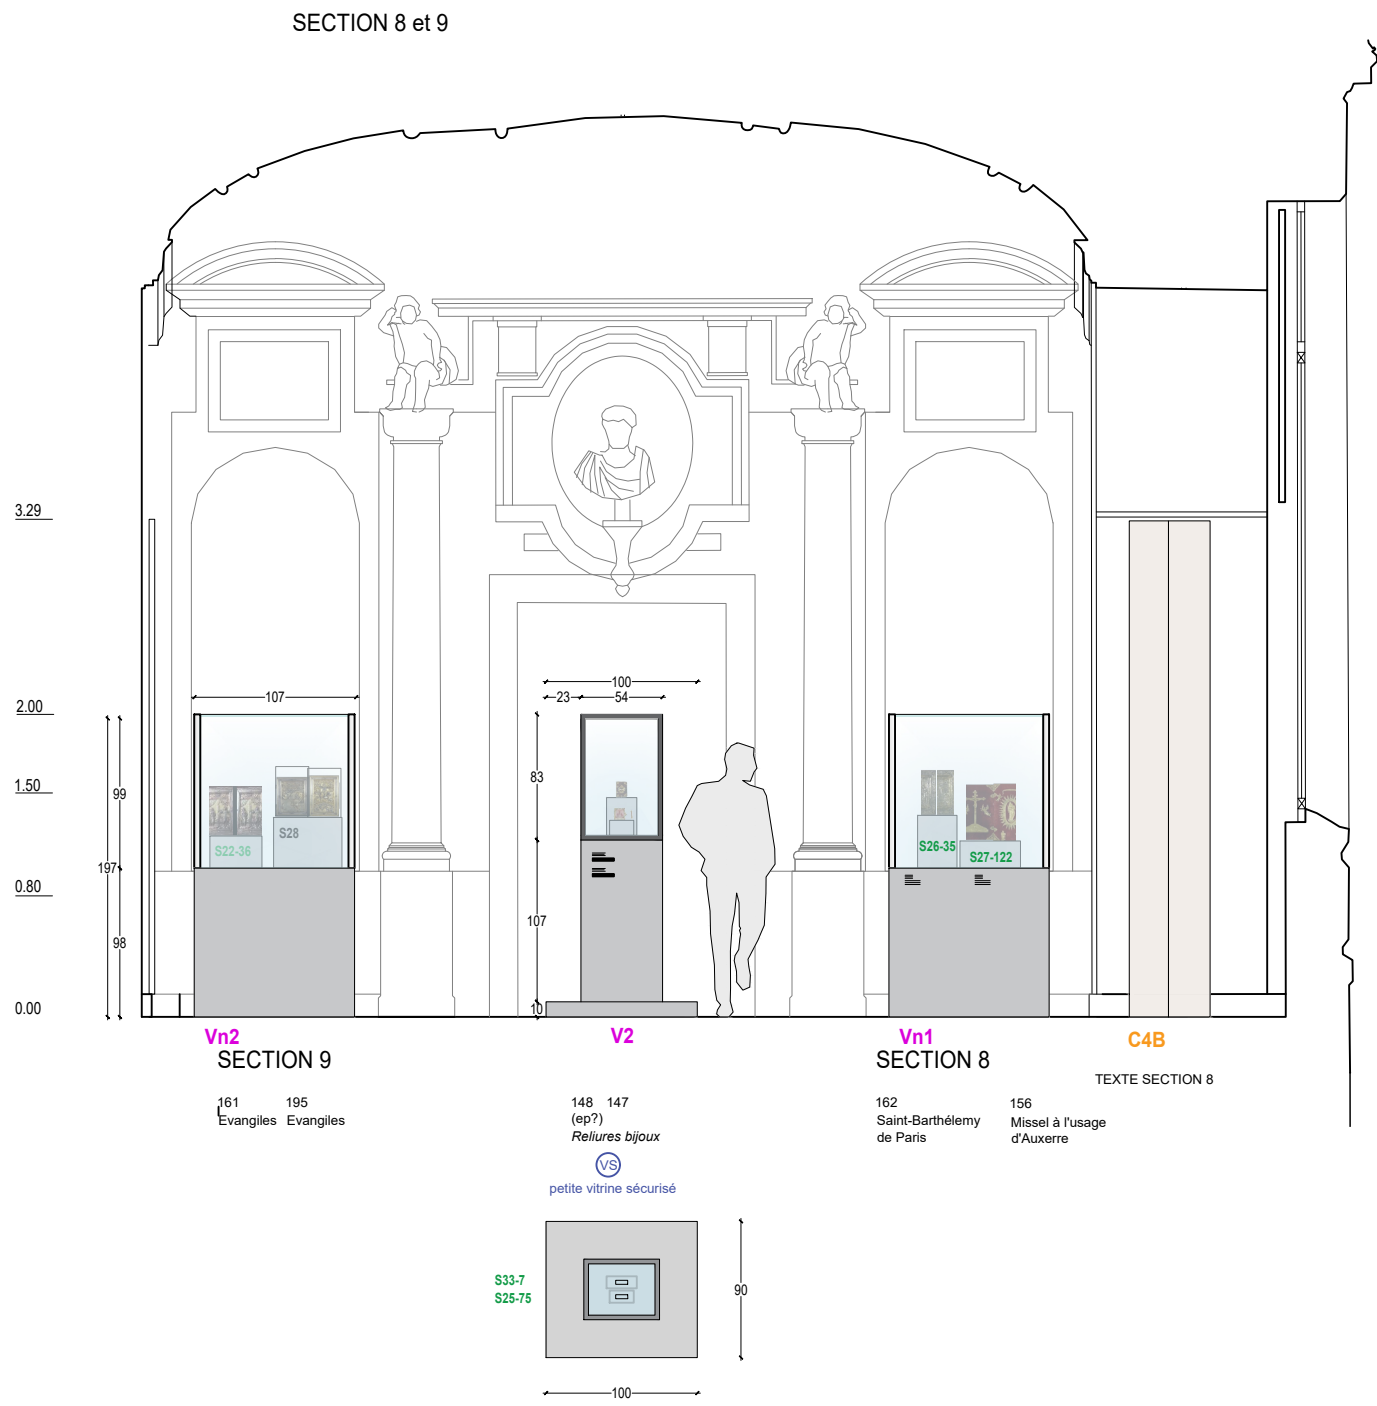 SECTION 8 et 9
3.29
2.00
1.50
0.80
0.00
107
99
197
98
S22-36
S28
100
23
54
83
107
10
S26-35
S27-122
Vn2
SECTION 9
V2
Vn1
SECTION 8
C4B
TEXTE SECTION 8
161
Evangiles
195
Evangiles
148 147
(ep?)
Reliures bijoux
VS
petite vitrine sécurisé
162
Saint-Barthélemy
de Paris
156
Missel à l'usage
d'Auxerre
S33-7
S25-75
90
100